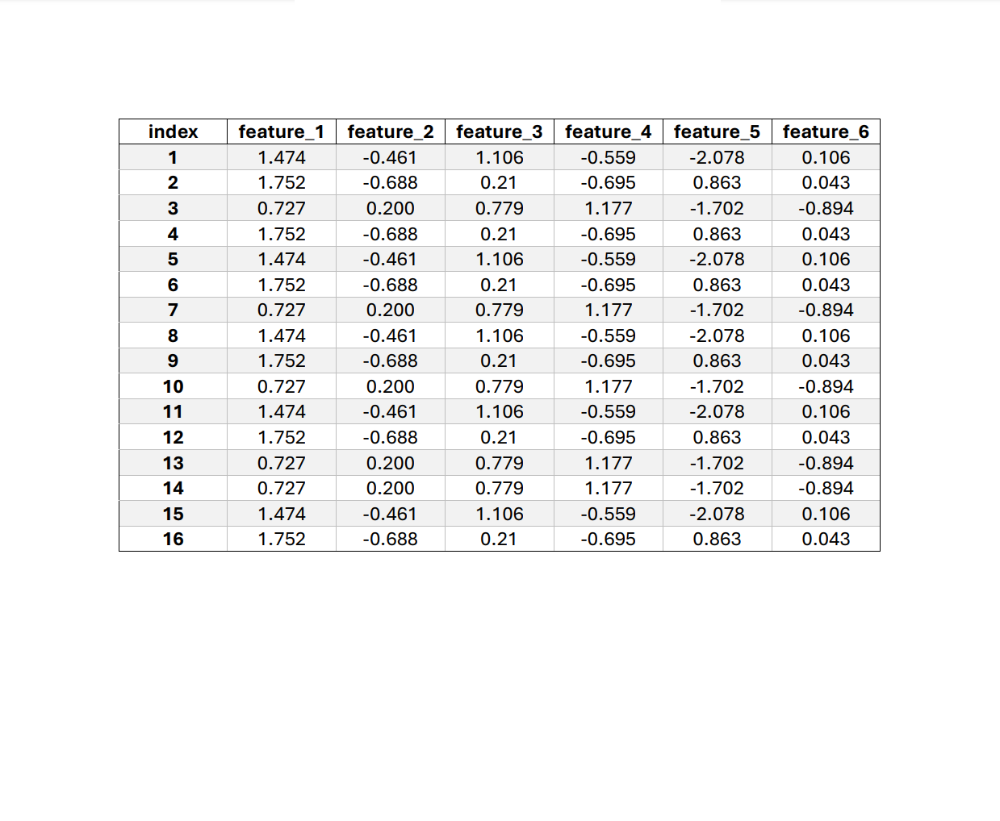 index feature_1 feature_2 feature_3 feature_4 feature_5 feature_6
1 1.474 -0.461 1.106 -0.559 -2.078 0.106
2 1.752 -0.688 0.21 -0.695 0.863 0.043
3 0.727 0.200 0.779 1.177 -1.702 -0.894
4 1.752 -0.688 0.21 -0.695 0.863 0.043
5 1.474 -0.461 1.106 -0.559 -2.078 0.106
6 1.752 -0.688 0.21 -0.695 0.863 0.043
7 0.727 0.200 0.779 1.177 -1.702 -0.894
8 1.474 -0.461 1.106 -0.559 -2.078 0.106
9 1.752 -0.688 0.21 -0.695 0.863 0.043
10 0.727 0.200 0.779 1.177 -1.702 -0.894
11 1.474 -0.461 1.106 -0.559 -2.078 0.106
12 1.752 -0.688 0.21 -0.695 0.863 0.043
13 0.727 0.200 0.779 1.177 -1.702 -0.894
14 0.727 0.200 0.779 1.177 -1.702 -0.894
15 1.474 -0.461 1.106 -0.559 -2.078 0.106
16 1.752 -0.688 0.21 -0.695 0.863 0.043